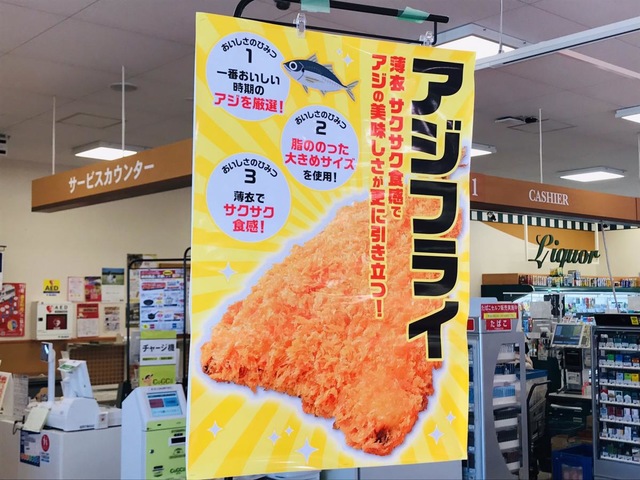 おいしさのひみつ
1
一番おいしい
時期の
アジを厳選！
おいしさのひみつ
2
脂ののった
大きめサイズ
を使用！
おいしさのひみつ
3
薄衣で
サクサク
食感！
アジフライ
薄衣 サクサク食感で
アジの美味しさが更に引き立つ！
サービスカウンター
1
CASHIER
Liquor
AED
チャージ機
CoGCa
たばこ